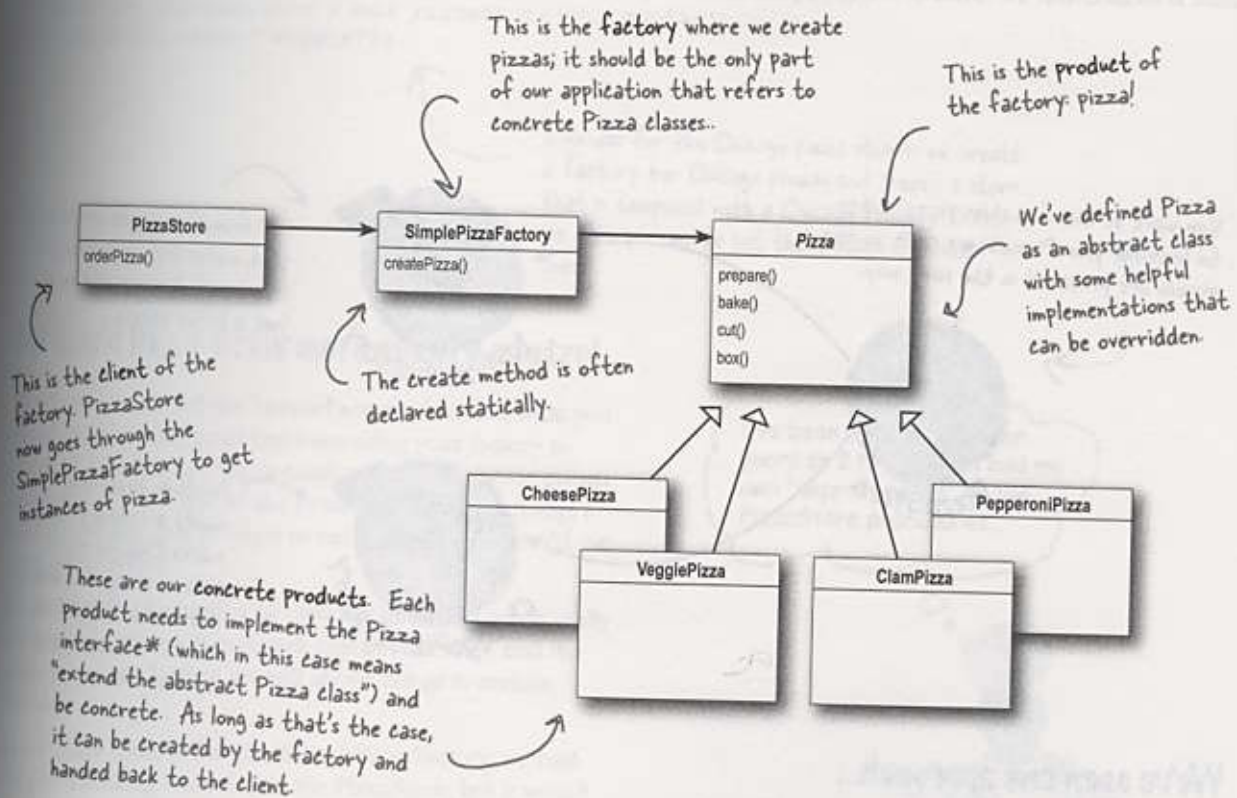 This is the factory where we create
pizzas; it should be the only part
of our application that refers to
concrete Pizza classes..
This is the product of
the factory: pizza!
PizzaStore
orderPizza()
SimplePizzaFactory
createPizza()
Pizza
prepare()
bake()
cut()
box()
We've defined Pizza
as an abstract class
with some helpful
implementations that
can be overridden.
This is the client of the
factory. PizzaStore
now goes through the
SimplePizzaFactory to get
instances of pizza.
The create method is often
declared statically.
CheesePizza
VeggiePizza
ClamPizza
PepperoniPizza
These are our concrete products. Each
product needs to implement the Pizza
interface* (which in this case means
"extend the abstract Pizza class") and
be concrete. As long as that's the case,
it can be created by the factory and
handed back to the client.